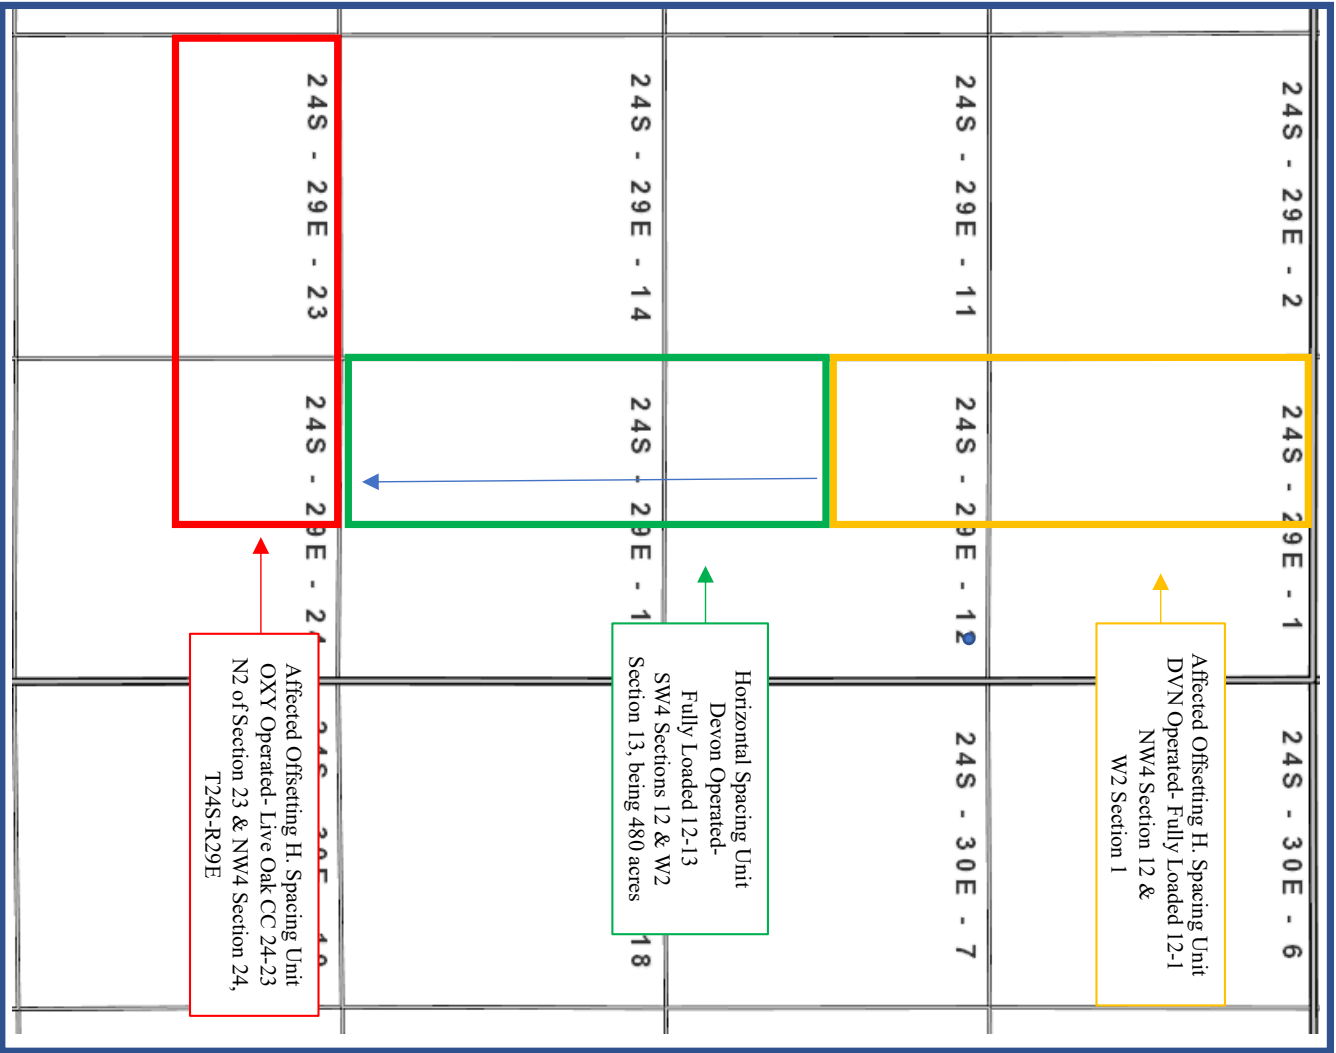 24S - 29E - 2
24S - 29E - 1
24S - 30E - 6
Affected Offsetting H. Spacing Unit
DVN Operated- Fully Loaded 12-1
NW4 Section 12 &
W2 Section 1
24S - 29E - 11
24S - 29E - 12
24S - 30E - 7
Horizontal Spacing Unit
Devon Operated-
Fully Loaded 12-13
SW4 Sections 12 & W2
Section 13, being 480 acres
24S - 29E - 14
24S - 29E - 1
18
24S - 29E - 23
24S - 29E - 24
Affected Offsetting H. Spacing Unit
OXY Operated- Live Oak CC 24-23
N2 of Section 23 & NW4 Section 24,
T24S-R29E